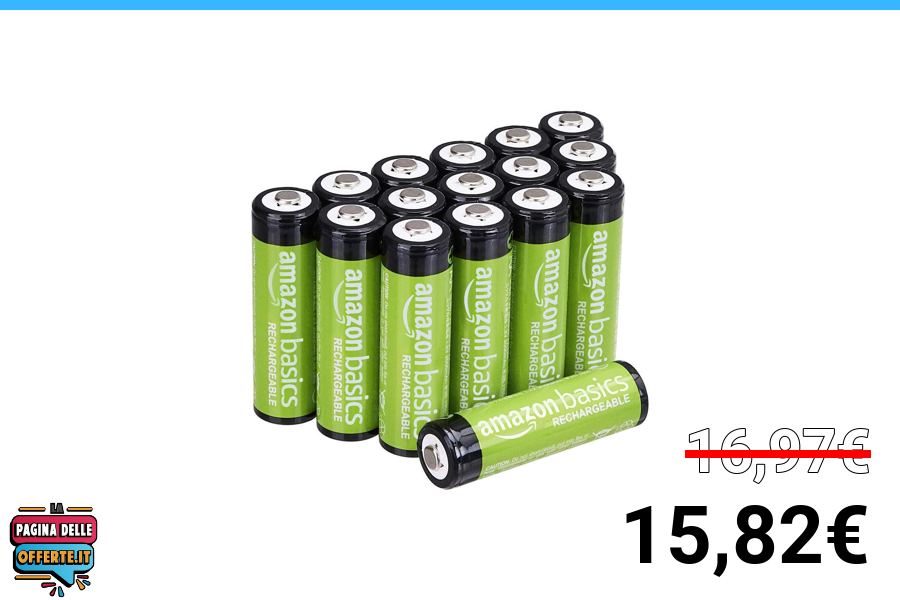 amazon basics
RECHARGEABLE
amazon basics
RECHARGEABLE
amazon basics
RECHARGEABLE
amazon basics
RECHARGEABLE
amazon basics
RECHARGEABLE
amazon basics
RECHARGEABLE
amazon basics
RECHARGEABLE
16,97€
15,82€
LA
PAGINA DELLE
OFFERTE.IT